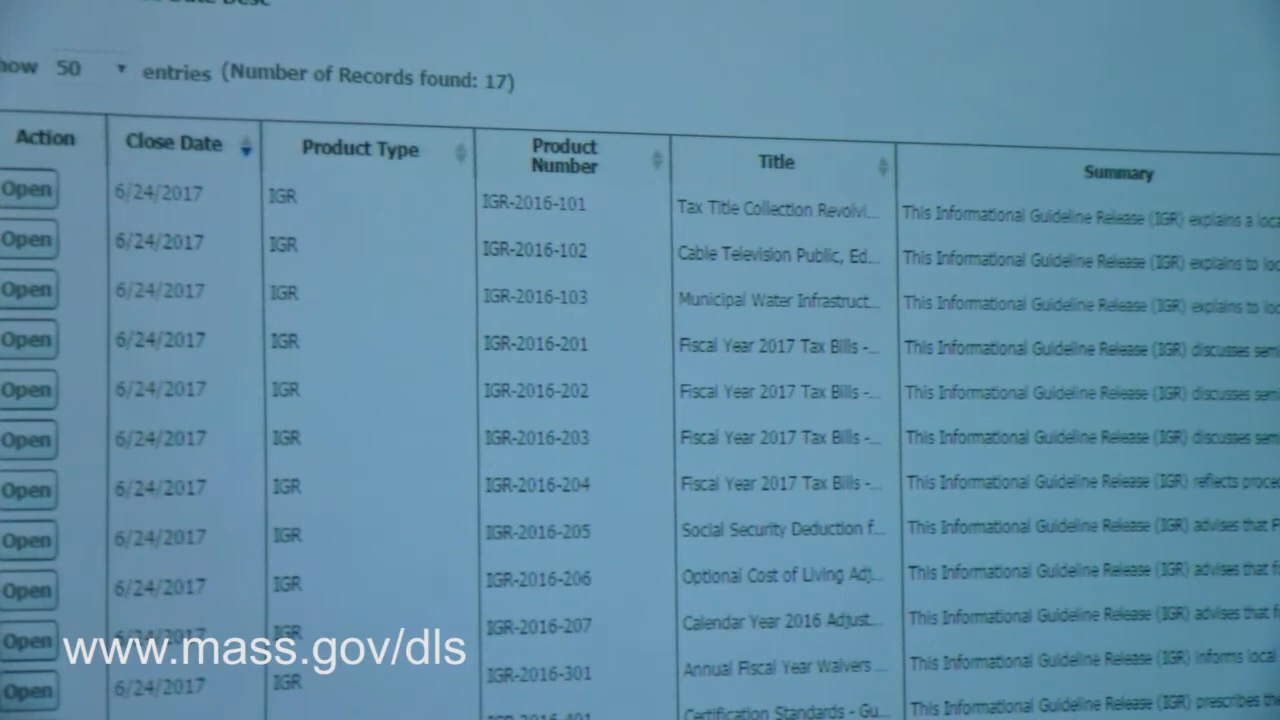 how 50 entries (Number of Records found: 17)
Action Close Date Product Type Product Number Title Summary
Open 6/24/2017 IGR IGR-2016-101 Tax Title Collection Revolvi... This Informational Guideline Release (IGR) explains a loca
Open 6/24/2017 IGR IGR-2016-102 Cable Television Public, Ed... This Informational Guideline Release (IGR) explains to loc
Open 6/24/2017 IGR IGR-2016-103 Municipal Water Infrastruct... This Informational Guideline Release (IGR) explains to loc
Open 6/24/2017 IGR IGR-2016-201 Fiscal Year 2017 Tax Bills -... This Informational Guideline Release (IGR) discusses sem
Open 6/24/2017 IGR IGR-2016-202 Fiscal Year 2017 Tax Bills -... This Informational Guideline Release (IGR) discusses sem
Open 6/24/2017 IGR IGR-2016-203 Fiscal Year 2017 Tax Bills -... This Informational Guideline Release (IGR) discusses sem
Open 6/24/2017 IGR IGR-2016-204 Fiscal Year 2017 Tax Bills -... This Informational Guideline Release (IGR) reflects proce
Open 6/24/2017 IGR IGR-2016-205 Social Security Deduction f... This Informational Guideline Release (IGR) advises that F
Open 6/24/2017 IGR IGR-2016-206 Optional Cost of Living Adj... This Informational Guideline Release (IGR) advises that f
Open 6/24/2017 IGR IGR-2016-207 Calendar Year 2016 Adjust... This Informational Guideline Release (IGR) advises that f
Open 6/24/2017 IGR IGR-2016-301 Annual Fiscal Year Waivers ... This Informational Guideline Release (IGR) informs local
Certification Standards - Gu... This Informational Guideline Release (IGR) prescribes the
www.mass.gov/dls